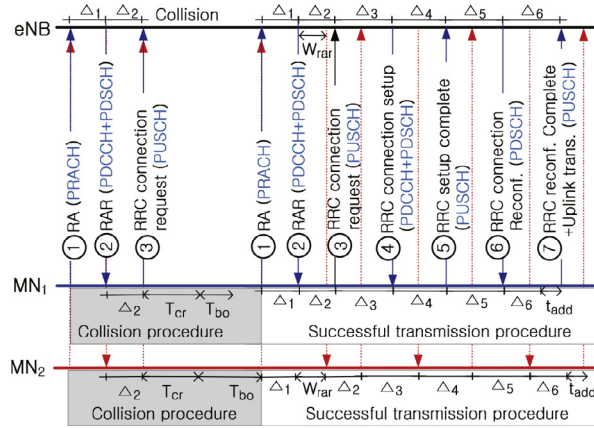 △1 △2 Collision △1 △2 △3 △4 △5 △6
eNB
Wrar
① RA (PRACH)
② RAR (PDCCH+PDSCH)
③ RRC connection
request (PUSCH)
① RA (PRACH)
② RAR (PDCCH+PDSCH)
③ RRC connection
request (PUSCH)
④ RRC connection setup
(PDCCH+PDSCH)
⑤ RRC setup complete
(PUSCH)
⑥ RRC connection
Reconf. (PDSCH)
⑦ RRC reconf. Complete
+Uplink trans. (PUSCH)
MN1
△2 Tcr Tbo △1 △2 △3 △4 △5 △6 tadd
Collision procedure Successful transmission procedure
MN2
△2 Tcr Tbo △1 Wrar △2 △3 △4 △5 △6 tadd
Collision procedure Successful transmission procedure